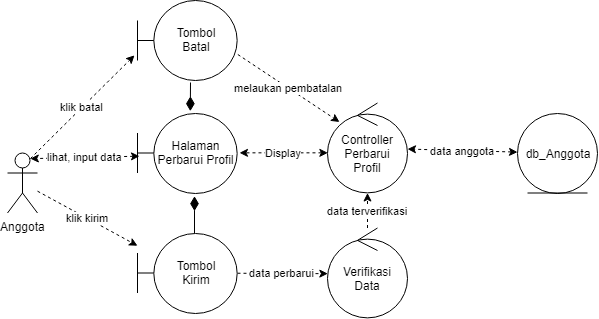 Tombol
Batal
klik batal
melaukan pembatalan
lihat, input data
Halaman
Perbarui Profil
Display
Controller
Perbarui
Profil
data anggota
db_Anggota
Anggota
klik kirim
data terverifikasi
Tombol
Kirim
data perbarui
Verifikasi
Data